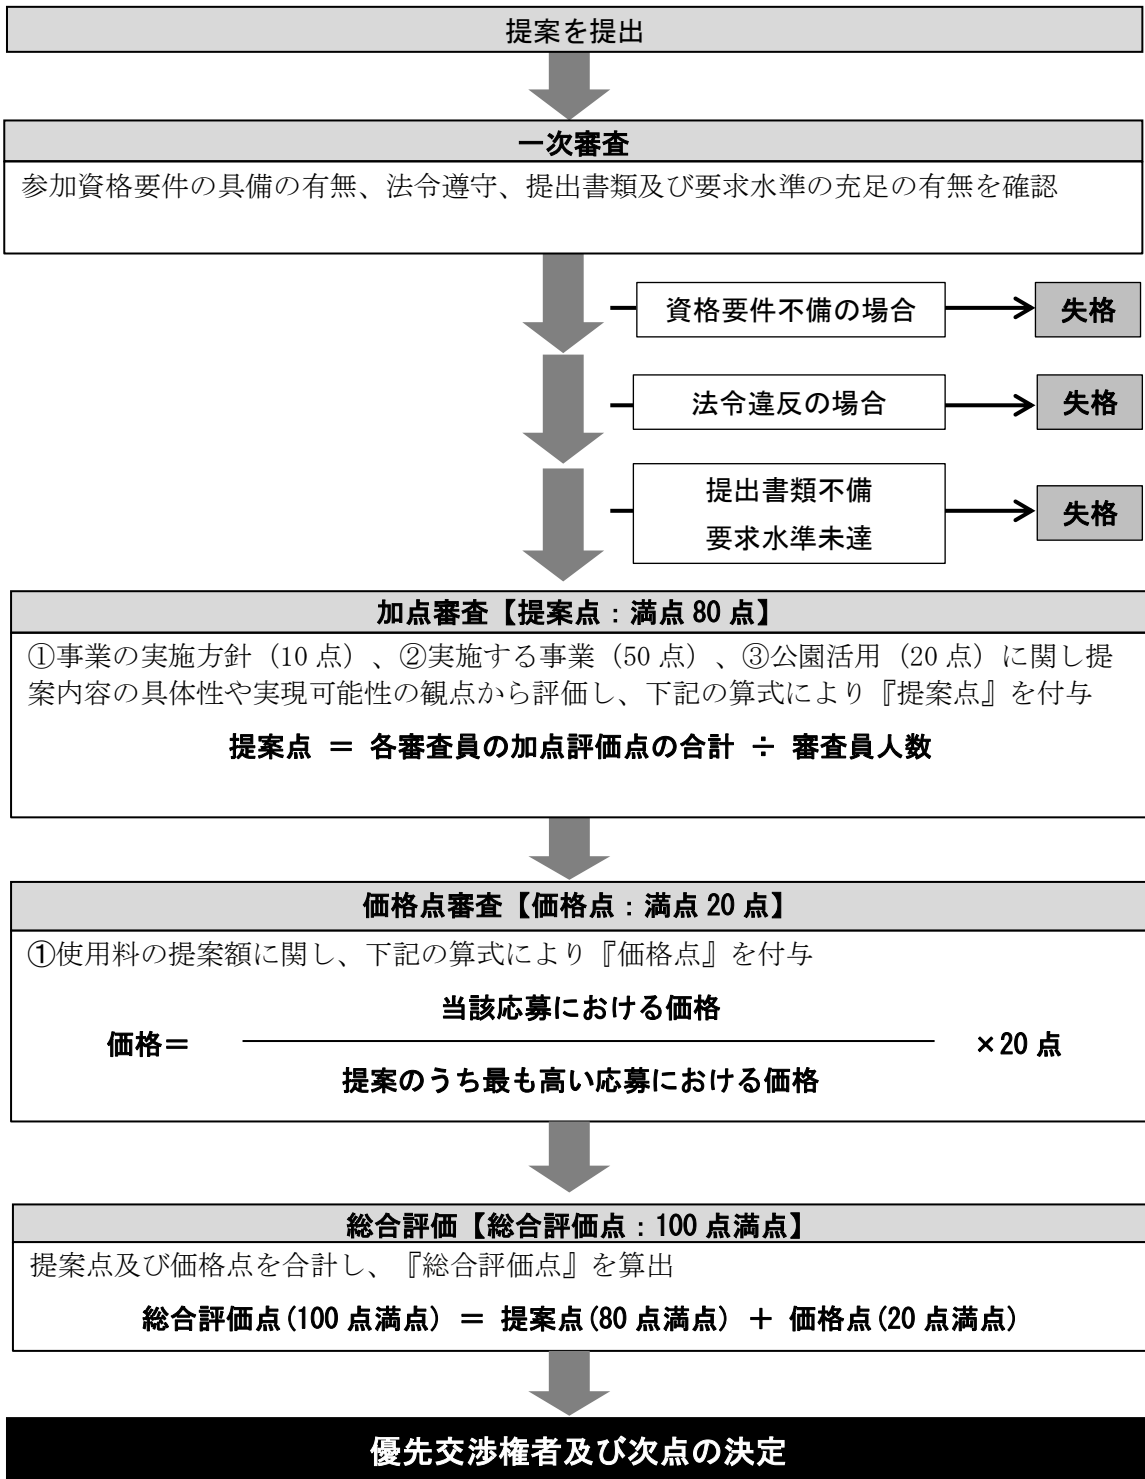 提案を提出
一次審査
参加資格要件の具備の有無、法令遵守、提出書類及び要求水準の充足の有無を確認
資格要件不備の場合
失格
法令違反の場合
失格
提出書類不備
要求水準未達
失格
加点審査【提案点：満点 80 点】
①事業の実施方針（10 点）、②実施する事業（50 点）、③公園活用（20 点）に関し提
案内容の具体性や実現可能性の観点から評価し、下記の算式により『提案点』を付与
提案点 ＝ 各審査員の加点評価点の合計 ÷ 審査員人数
価格点審査【価格点：満点 20 点】
①使用料の提案額に関し、下記の算式により『価格点』を付与
当該応募における価格
価格＝
×20 点
提案のうち最も高い応募における価格
総合評価【総合評価点：100 点満点】
提案点及び価格点を合計し、『総合評価点』を算出
総合評価点(100 点満点) ＝ 提案点(80 点満点) ＋ 価格点(20 点満点)
優先交渉権者及び次点の決定